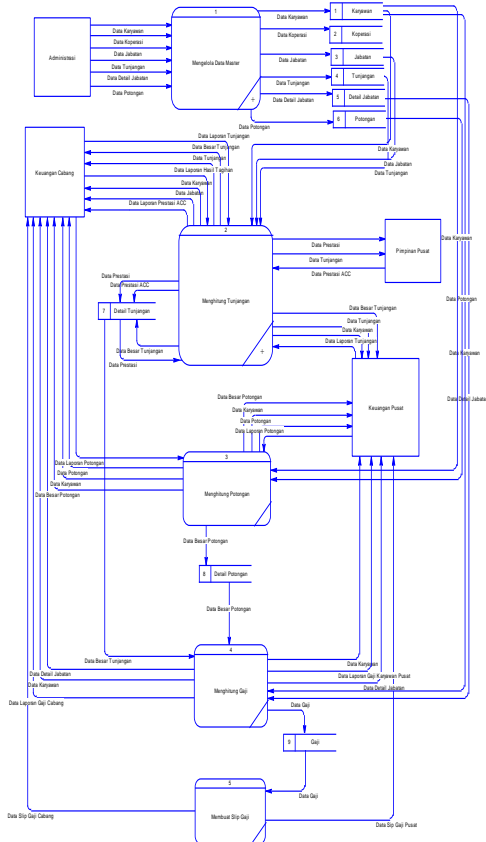 1
Mengelola Data Master
+
Administasi
Data Karyawan
Data Koperasi
Data Jabatan
Data Tunjangan
Data Detail Jabatan
Data Potongan
Data Karyawan
Data Koperasi
Data Jabatan
Data Tunjangan
Data Detail Jabatan
Data Potongan
1 Karyawan
2 Koperasi
3 Jabatan
4 Tunjangan
5 Detail Jabatan
6 Potongan
Data Karyawan
Data Jabatan
Data Tunjangan
Keuangan Cabang
Data Laporan Tunjangan
Data Besar Tunjangan
Data Tunjangan
Data Laporan Hasil Tagihan
Data Karyawan
Data Jabatan
Data Laporan Prestasi ACC
2
Menghitung Tunjangan
+
Data Prestasi
Data Tunjangan
Data Prestasi ACC
Pimpinan Pusat
Data Karyawan
Data Potongan
Data Karyawan
Data Detail Jabatan
Data Prestasi
Data Prestasi ACC
7 Detail Tunjangan
Data Besar Tunjangan
Data Prestasi
Data Besar Tunjangan
Data Tunjangan
Data Karyawan
Data Laporan Tunjangan
Keuangan Pusat
Data Besar Potongan
Data Karyawan
Data Potongan
Data Laporan Potongan
3
Menghitung Potongan
Data Laporan Potongan
Data Potongan
Data Karyawan
Data Besar Potongan
Data Besar Potongan
8 Detail Potongan
Data Besar Potongan
4
Menghitung Gaji
Data Besar Tunjangan
Data Detail Jabatan
Data Karyawan
Data Laporan Gaji Cabang
Data Karyawan
Data Laporan Gaji Karyawan Pusat
Data Detail Jabatan
Data Gaji
9 Gaji
Data Gaji
5
Membuat Slip Gaji
Data Slip Gaji Cabang
Data Sip Gaji Pusat